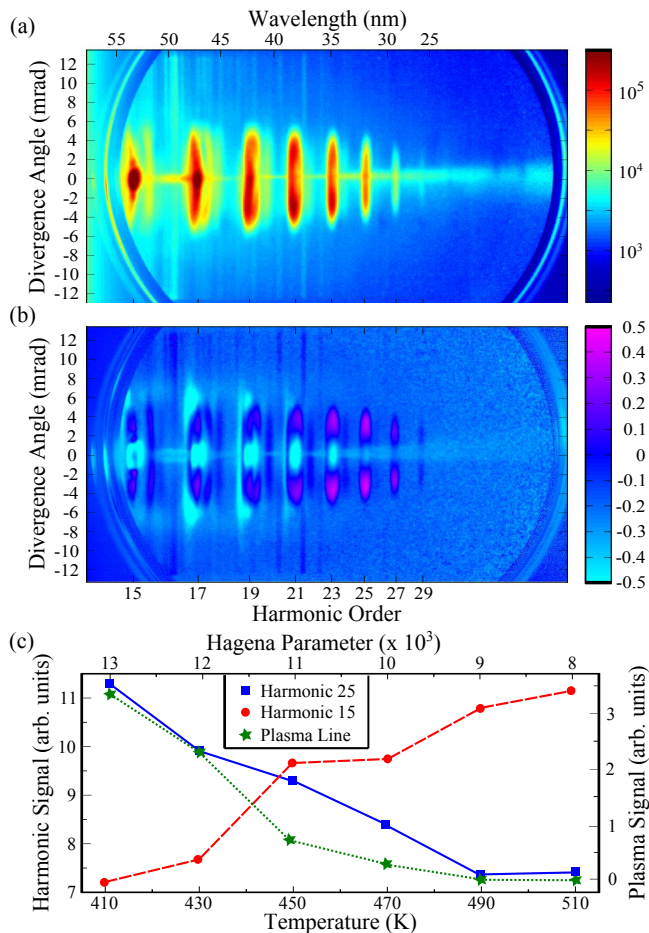 (a)
Wavelength (nm)
55 50 45 40 35 30 25
Divergence Angle (mrad)
12
10
8
6
4
2
0
-2
-4
-6
-8
-10
-12
10^5
10^4
10^3
(b)
Divergence Angle (mrad)
12
10
8
6
4
2
0
-2
-4
-6
-8
-10
-12
0.5
0.4
0.3
0.2
0.1
0
-0.1
-0.2
-0.3
-0.4
-0.5
15 17 19 21 23 25 27 29
Harmonic Order
(c)
Hagena Parameter (x 10^3)
13 12 11 10 9 8
Harmonic Signal (arb. units)
11
10
9
8
7
Harmonic 25
Harmonic 15
Plasma Line
3
2
1
0
Plasma Signal (arb. units)
410 430 450 470 490 510
Temperature (K)